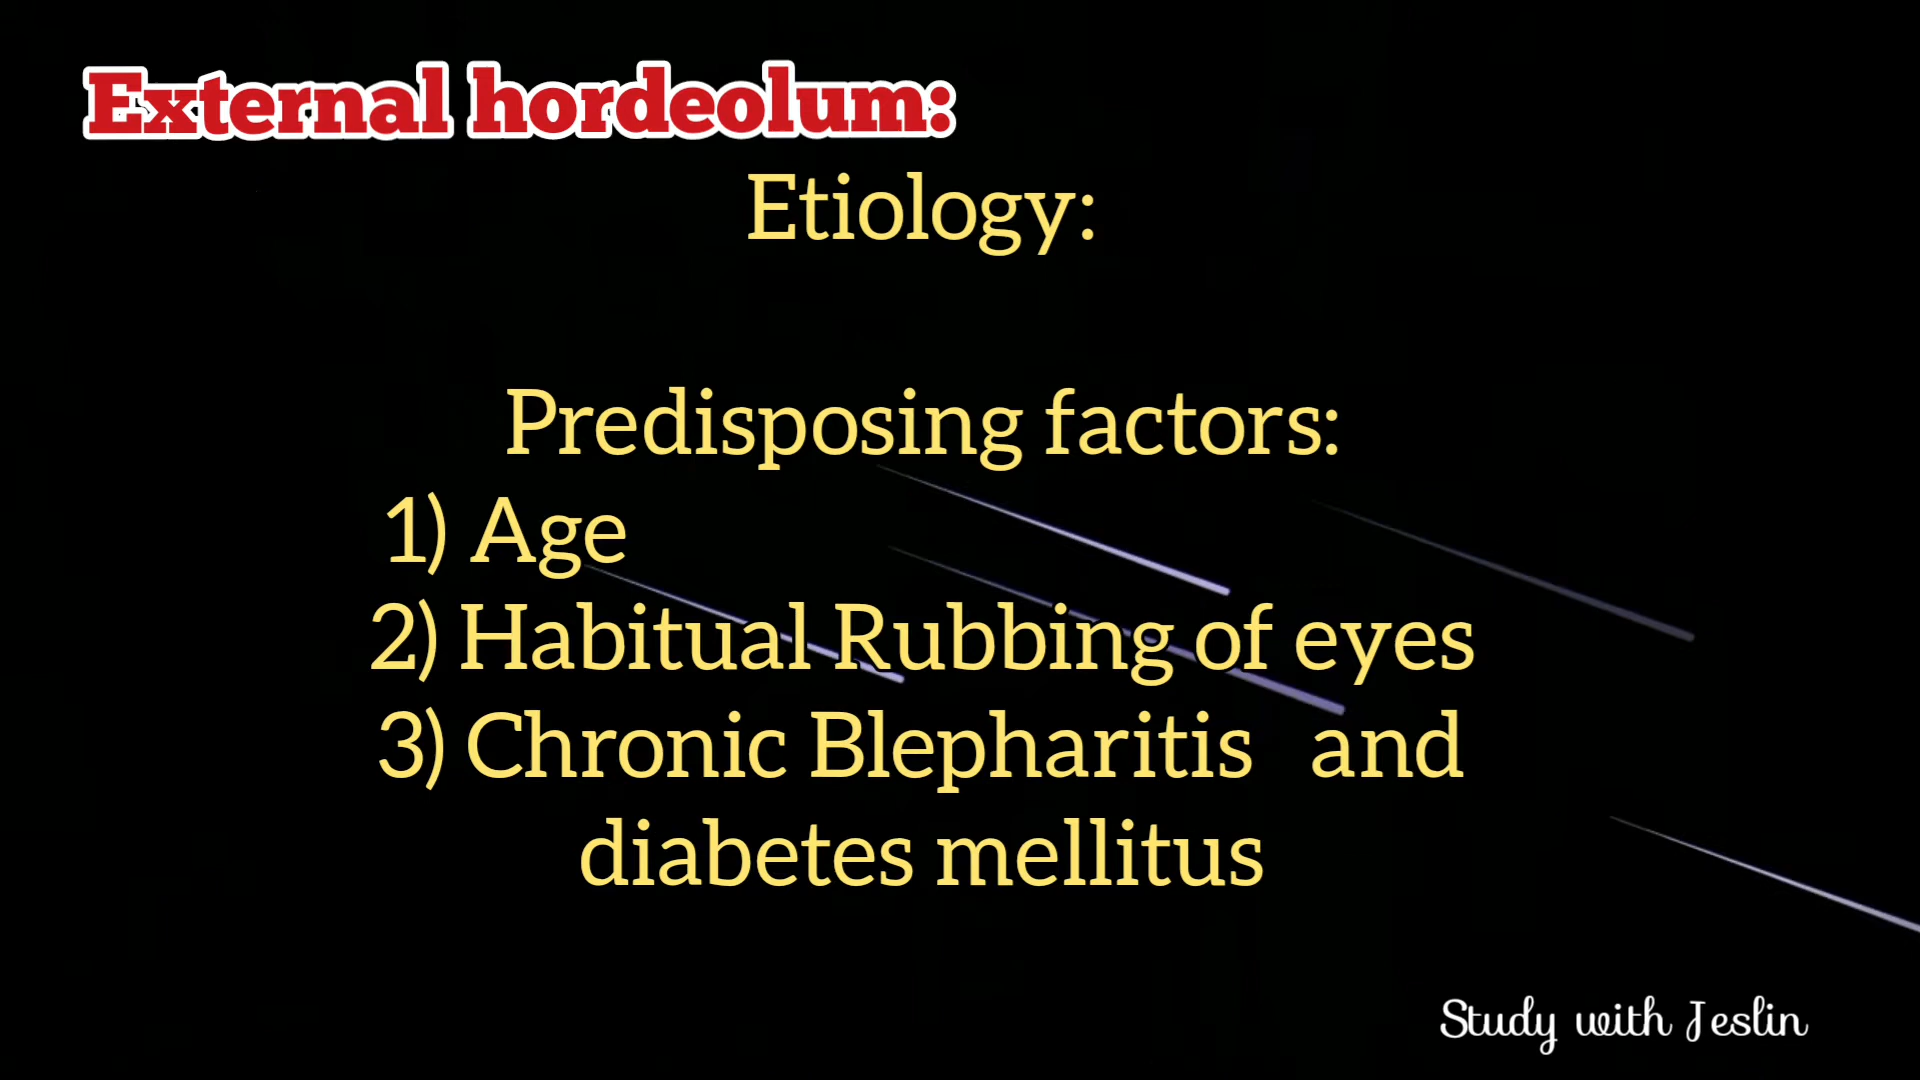 External hordeolum:
Etiology:
Predisposing factors:
1) Age
2) Habitual Rubbing of eyes
3) Chronic Blepharitis and
diabetes mellitus
Study with Jeslin